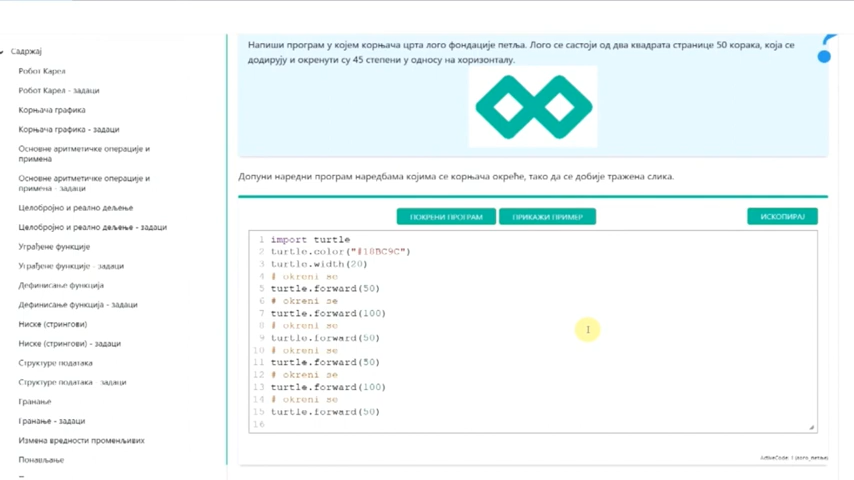 Садржај
Робот Карел
Робот Карел - задаци
Корњача графика
Корњача графика - задаци
Основне аритметичке операције и
примена
Основне аритметичке операције и
примена - задаци
Целобројно и реално дељење
Целобројно и реално дељење - задаци
Уграђене функције
Уграђене функције - задаци
Дефинисање функција
Дефинисање функција - задаци
Ниске (стрингови)
Ниске (стрингови) - задаци
Структуре података
Структуре података - задаци
Гранање
Гранање - задаци
Измена вредности променљивих
Понављање
Напиши програм у којем корњача црта лого фондације петља. Лого се састоји од два квадрата странице 50 корака, која се
додирују и окренути су 45 степени у односу на хоризонталу.
Допуни наредни програм наредбама којима се корњача окреће, тако да се добије тражена слика.
ПОКРЕНИ ПРОГРАМ ПРИКАЖИ ПРИМЕР ИСКОПИРАЈ
1 import turtle
2 turtle.color("#18BC9C")
3 turtle.width(20)
4 # okreni se
5 turtle.forward(50)
6 # okreni se
7 turtle.forward(100)
8 # okreni se
9 turtle.forward(50)
10 # okreni se
11 turtle.forward(50)
12 # okreni se
13 turtle.forward(100)
14 # okreni se
15 turtle.forward(50)
16
ActiveCode: 1 (лого_петље)